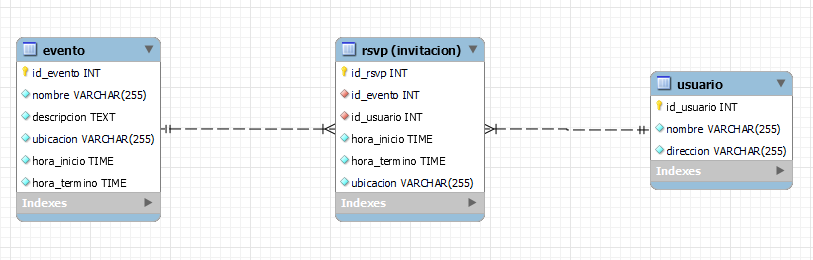 evento
id_evento INT
nombre VARCHAR(255)
descripcion TEXT
ubicacion VARCHAR(255)
hora_inicio TIME
hora_termino TIME
Indexes
rsvp (invitacion)
id_rsvp INT
id_evento INT
id_usuario INT
hora_inicio TIME
hora_termino TIME
ubicacion VARCHAR(255)
Indexes
usuario
id_usuario INT
nombre VARCHAR(255)
direccion VARCHAR(255)
Indexes